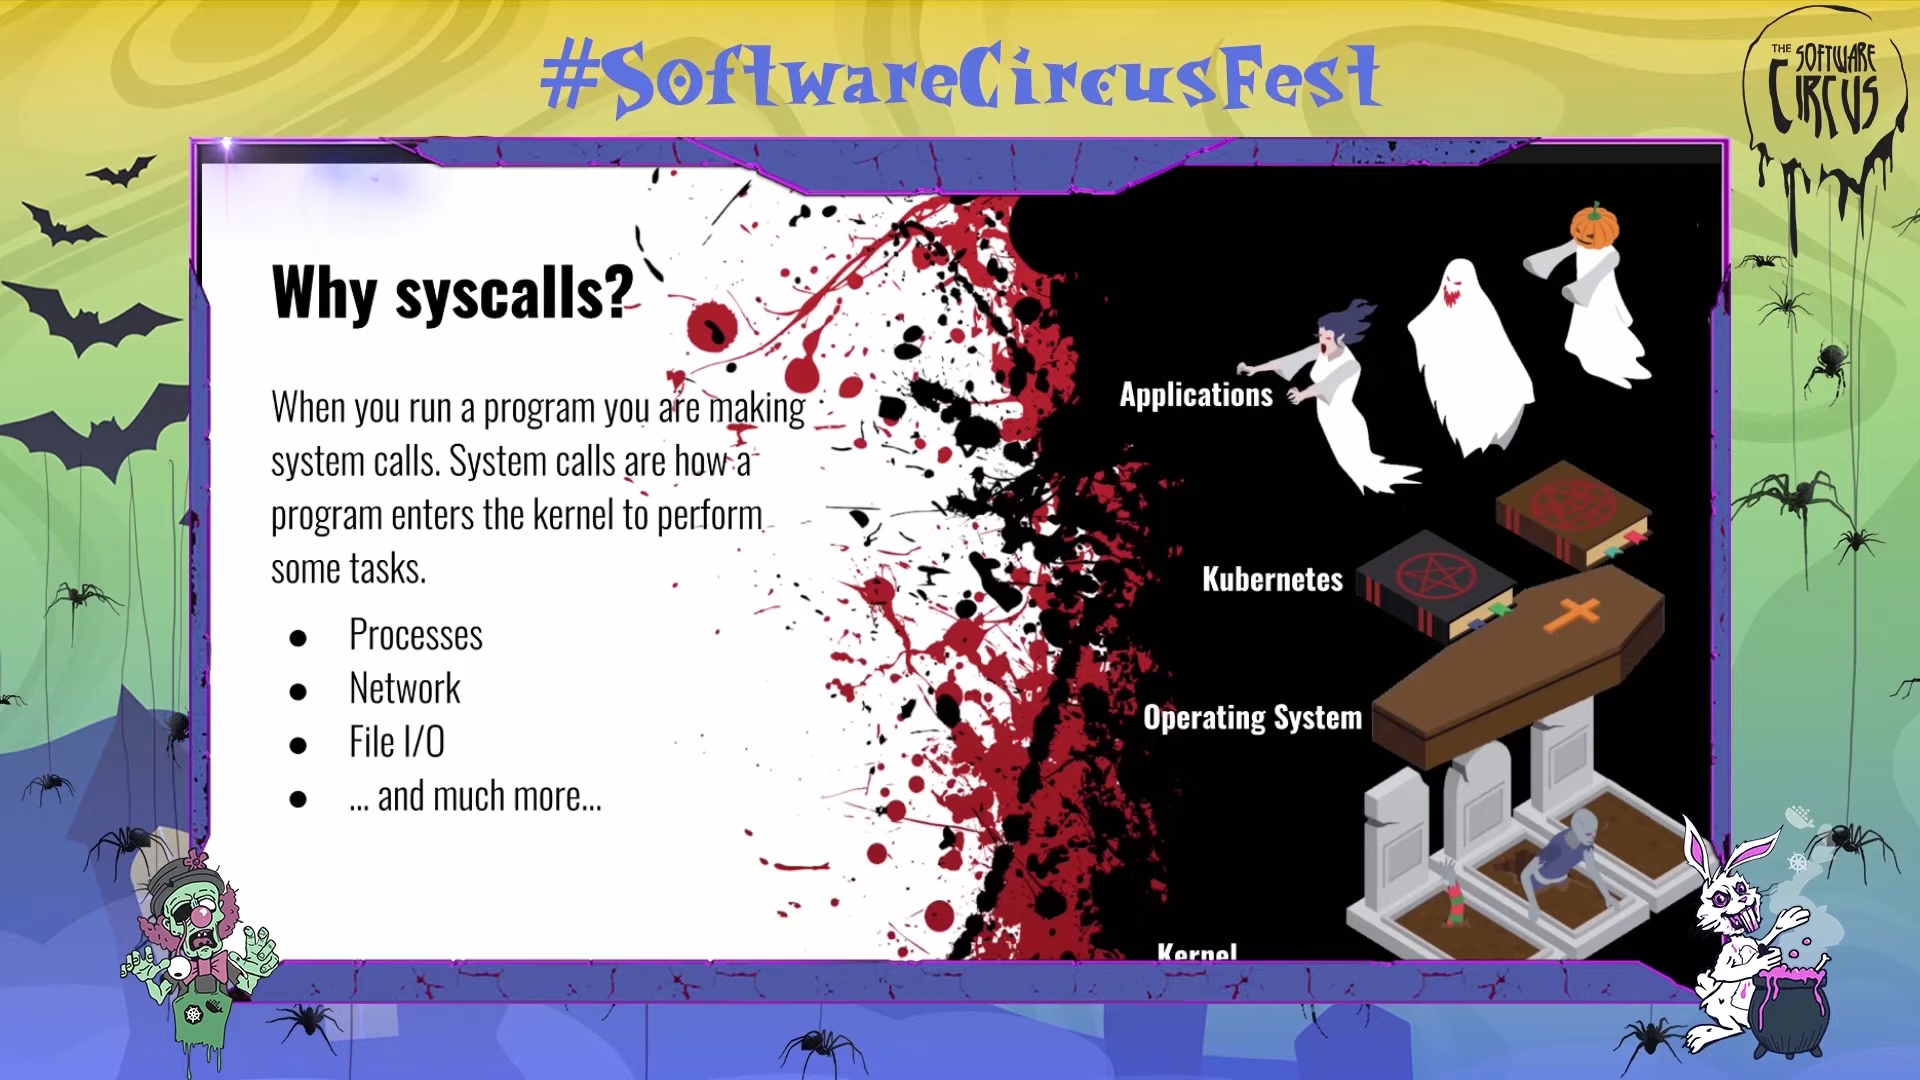 #SoftwareCircusFest
THE SOFTWARE
CIRCUS
Why syscalls?
When you run a program you are making
system calls. System calls are how a
program enters the kernel to perform
some tasks.
● Processes
● Network
● File I/O
● ... and much more...
Applications
Kubernetes
Operating System
Kernel